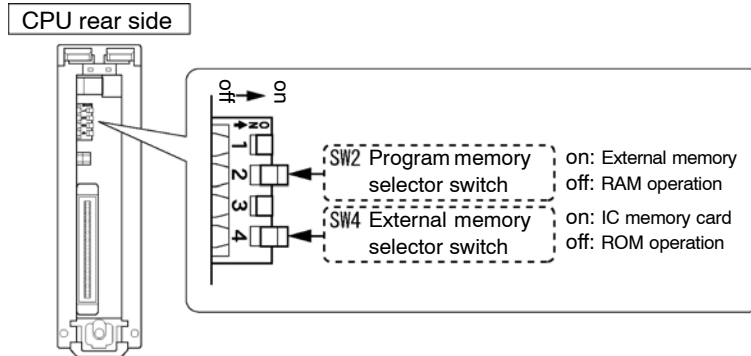 CPU rear side
off → on
ON
1
2
3
4
SW2 Program memory
selector switch
on: External memory
off: RAM operation
SW4 External memory
selector switch
on: IC memory card
off: ROM operation